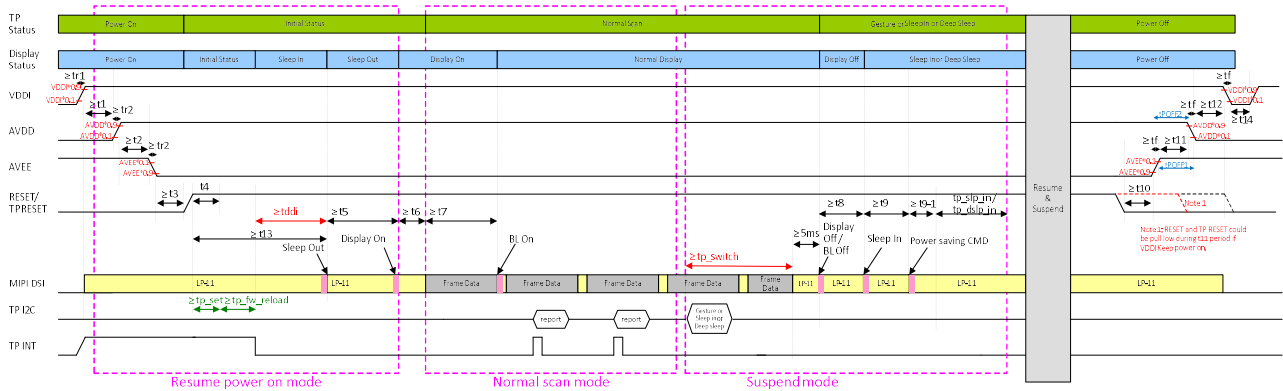 TP
Status
Power On
Initial Status
Normal Scan
Gesture or SleepIn or Deep Sleep
Power Off
Display
Status
Power On
Initial Status
Sleep In
Sleep Out
Display On
Normal Display
Display Off
Sleep Inor Deep Sleep
Power Off
≥tr1
≥tf
VDDI
VDDI*0.9
VDDI*0.1
VDDI*0.9
VDDI*0.1
≥t1
≥tr2
≥tf
≥t12
tPOFF2
≥t14
AVDD
AVDD*0.9
AVDD*0.1
AVDD*0.9
AVDD*0.1
≥t2
≥tr2
≥tf
≥t11
AVEE
AVEE*0.1
AVEE*0.9
AVEE*0.1
AVEE*0.9
tPOFF1
RESET/
TPRESET
≥t3
t4
tp_slp_in/
tp_dslp_in
Resume
&
Suspend
≥t10
Note 1
≥tddi
≥t5
≥t6
≥t7
≥t8
≥t9
≥t9-1
≥t13
≥5ms
Sleep Out
Display On
BL On
Display
Off/
BL Off
Sleep In
Power saving CMD
Note1: RESET and TP RESET could
be pull low during t11 period if
VDDI Keep power on.
≥tp_switch
MIPI DSI
LP-11
LP-11
Frame Data
Frame Data
Frame Data
Frame Data
Frame
Data
LP-11
LP-11
LP-11
LP-11
LP-11
≥tp_set
≥tp_fw_reload
TP I2C
report
report
Gesture or
Sleep inor
Deep sleep
TP INT
Resume power on mode
Normal scan mode
Suspend mode